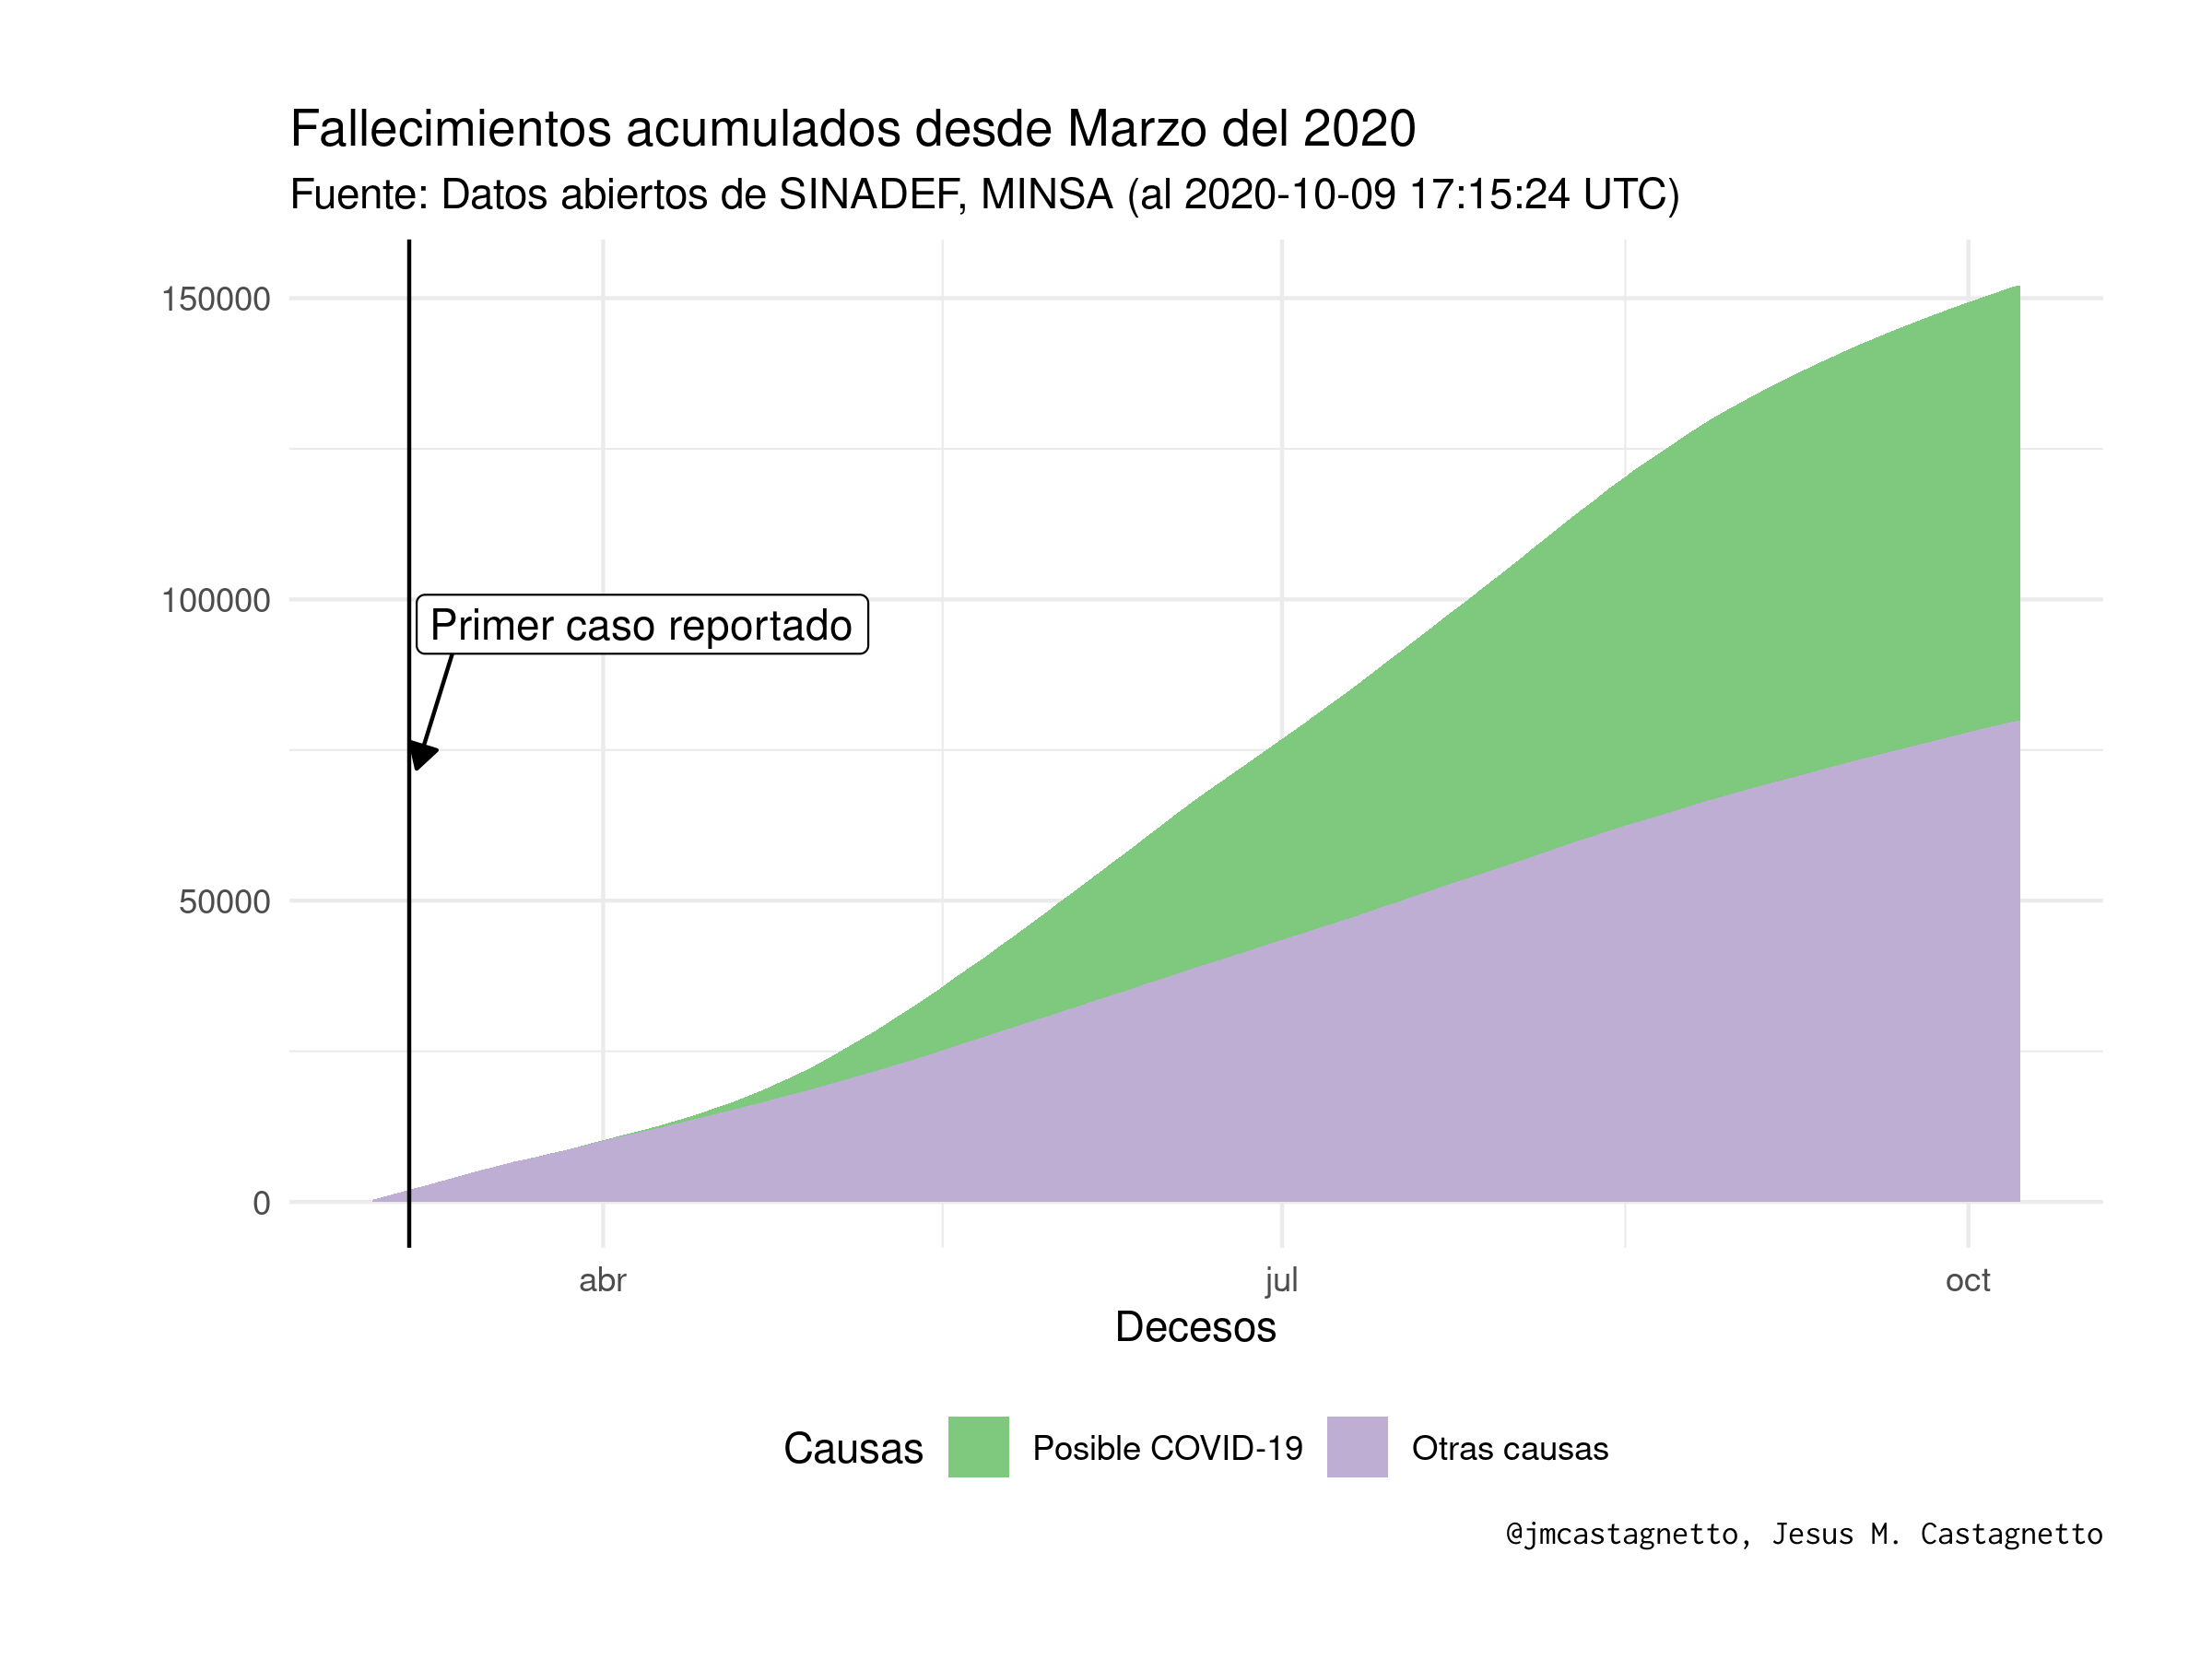 Fallecimientos acumulados desde Marzo del 2020
Fuente: Datos abiertos de SINADEF, MINSA (al 2020-10-09 17:15:24 UTC)
150000
100000
Primer caso reportado
50000
0
abr jul oct
Decesos
Causas Posible COVID-19 Otras causas
@jmcastagnetto, Jesus M. Castagnetto